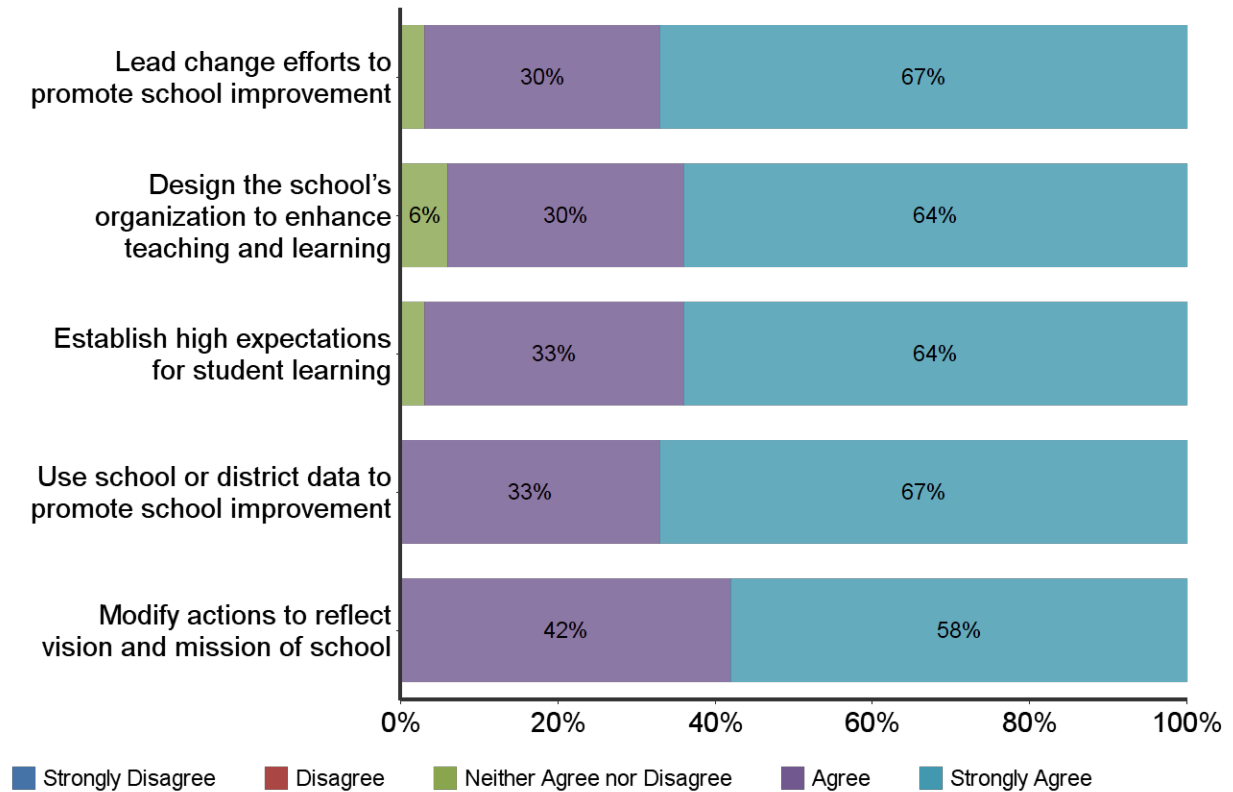 Lead change efforts to
promote school improvement
30%
67%
Design the school’s
organization to enhance
teaching and learning
6%
30%
64%
Establish high expectations
for student learning
33%
64%
Use school or district data to
promote school improvement
33%
67%
Modify actions to reflect
vision and mission of school
42%
58%
0% 20% 40% 60% 80% 100%
Strongly Disagree Disagree Neither Agree nor Disagree Agree Strongly Agree